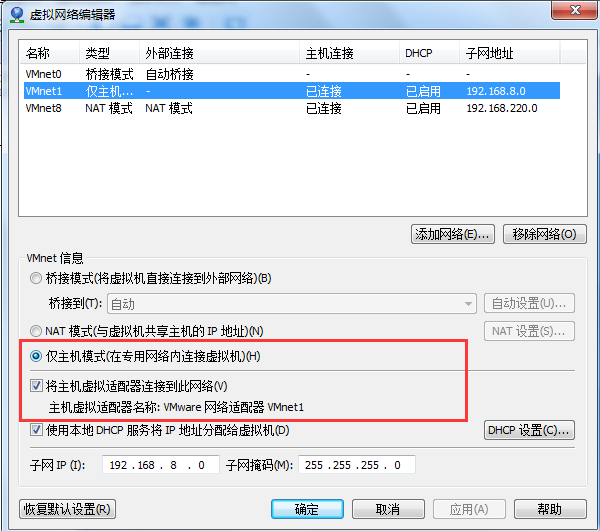 虚拟网络编辑器
名称 类型 外部连接 主机连接 DHCP 子网地址
VMnet0 桥接模式 自动桥接 - - -
VMnet1 仅主机... - 已连接 已启用 192.168.8.0
VMnet8 NAT 模式 NAT 模式 已连接 已启用 192.168.220.0
添加网络(E)... 移除网络(O)
VMnet 信息
桥接模式(将虚拟机直接连接到外部网络)(B)
桥接到(T): 自动 自动设置(U)...
NAT 模式(与虚拟机共享主机的 IP 地址)(N) NAT 设置(S)...
仅主机模式(在专用网络内连接虚拟机)(H)
将主机虚拟适配器连接到此网络(V)
主机虚拟适配器名称: VMware 网络适配器 VMnet1
使用本地 DHCP 服务将 IP 地址分配给虚拟机(D) DHCP 设置(C)...
子网 IP (I): 192 . 168 . 8 . 0 子网掩码(M): 255 . 255 . 255 . 0
恢复默认设置(R) 确定 取消 应用(A) 帮助